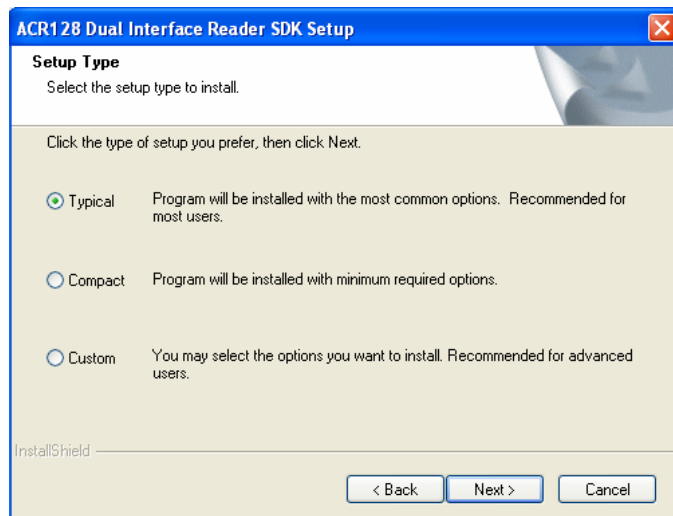 ACR128 Dual Interface Reader SDK Setup
Setup Type
Select the setup type to install.
Click the type of setup you prefer, then click Next.
Typical
Program will be installed with the most common options. Recommended for
most users.
Compact
Program will be installed with minimum required options.
Custom
You may select the options you want to install. Recommended for advanced
users.
InstallShield
< Back
Next >
Cancel